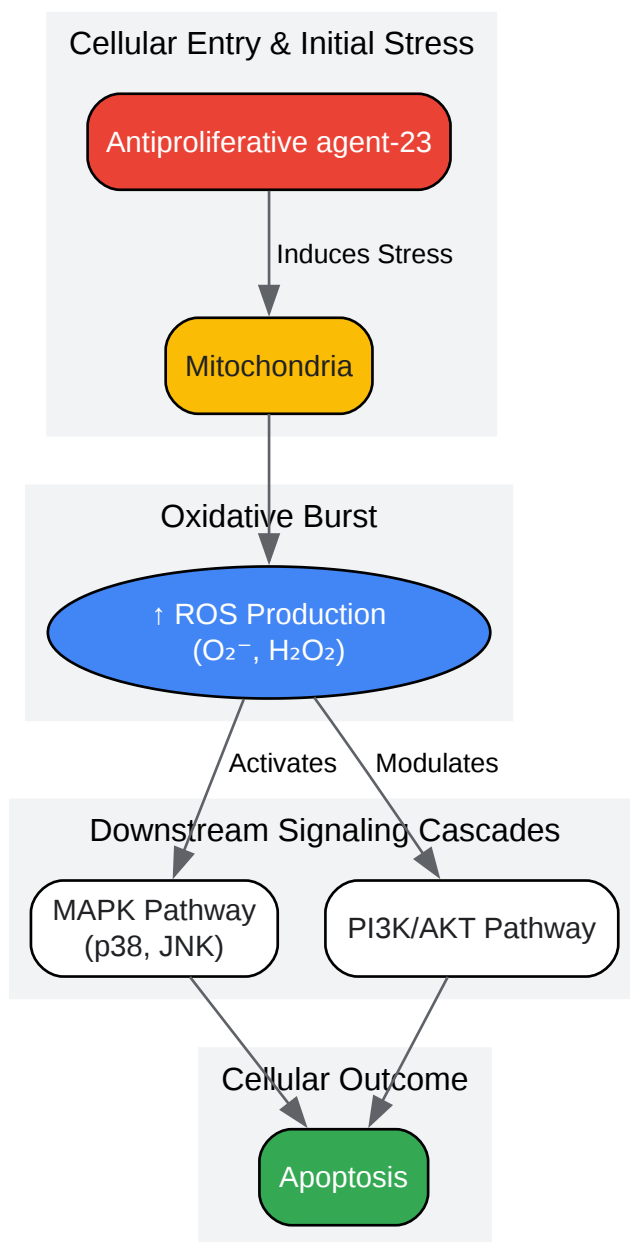 Cellular Entry & Initial Stress
Antiproliferative agent-23
Induces Stress
Mitochondria
Oxidative Burst
↑ ROS Production
(O₂⁻, H₂O₂)
Activates
Modulates
Downstream Signaling Cascades
MAPK Pathway
(p38, JNK)
PI3K/AKT Pathway
Cellular Outcome
Apoptosis